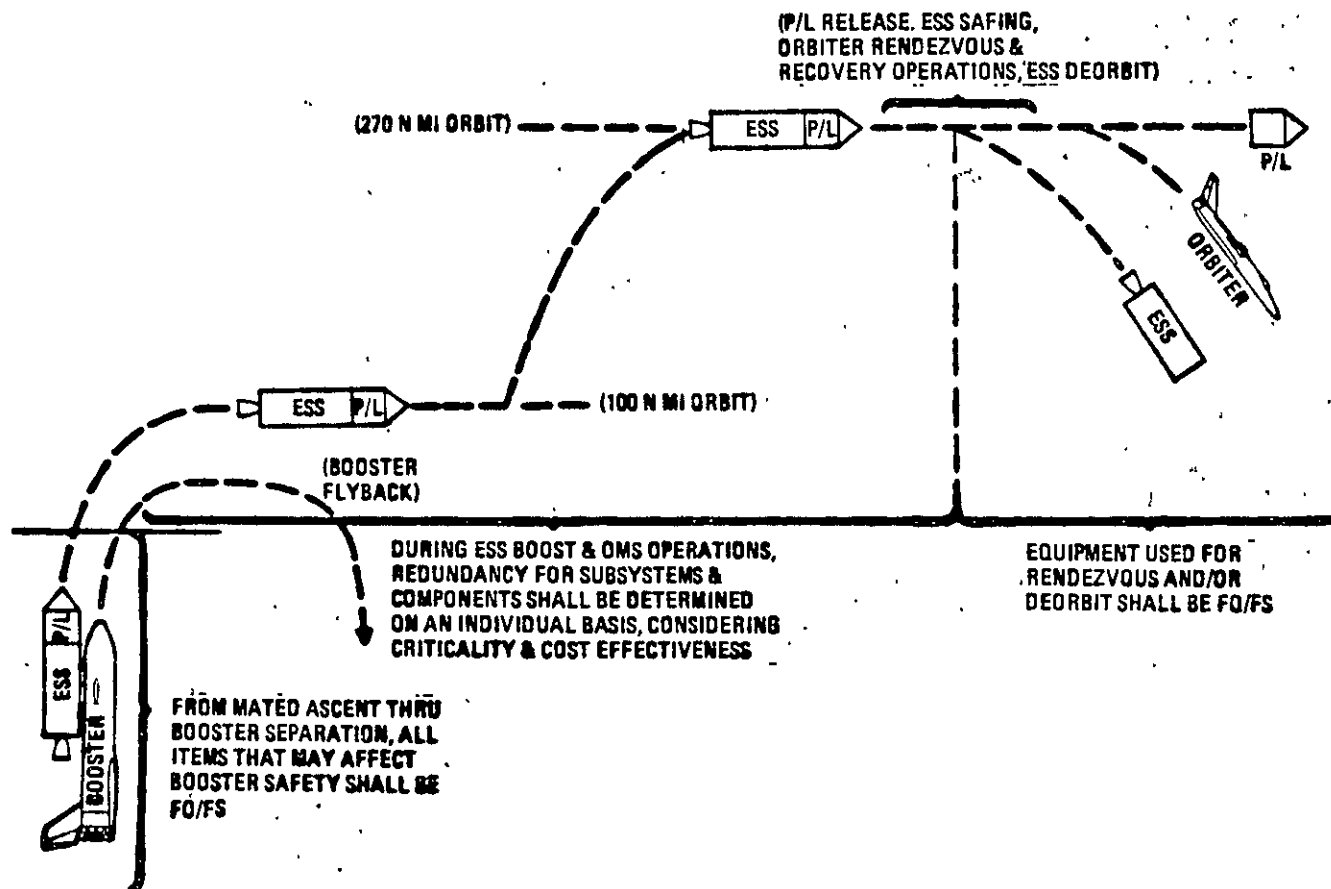 (P/L RELEASE, ESS SAFING,
ORBITER RENDEZVOUS &
RECOVERY OPERATIONS, ESS DEORBIT)
(270 N MI ORBIT)
ESS
P/L
P/L
ORBITER
ESS
ESS
P/L
(100 N MI ORBIT)
(BOOSTER
FLYBACK)
DURING ESS BOOST & OMS OPERATIONS,
REDUNDANCY FOR SUBSYSTEMS &
COMPONENTS SHALL BE DETERMINED
ON AN INDIVIDUAL BASIS, CONSIDERING
CRITICALITY & COST EFFECTIVENESS
EQUIPMENT USED FOR
RENDEZVOUS AND/OR
DEORBIT SHALL BE FO/FS
P/L
ESS
BOOSTER
FROM MATED ASCENT THRU
BOOSTER SEPARATION, ALL
ITEMS THAT MAY AFFECT
BOOSTER SAFETY SHALL BE
FO/FS